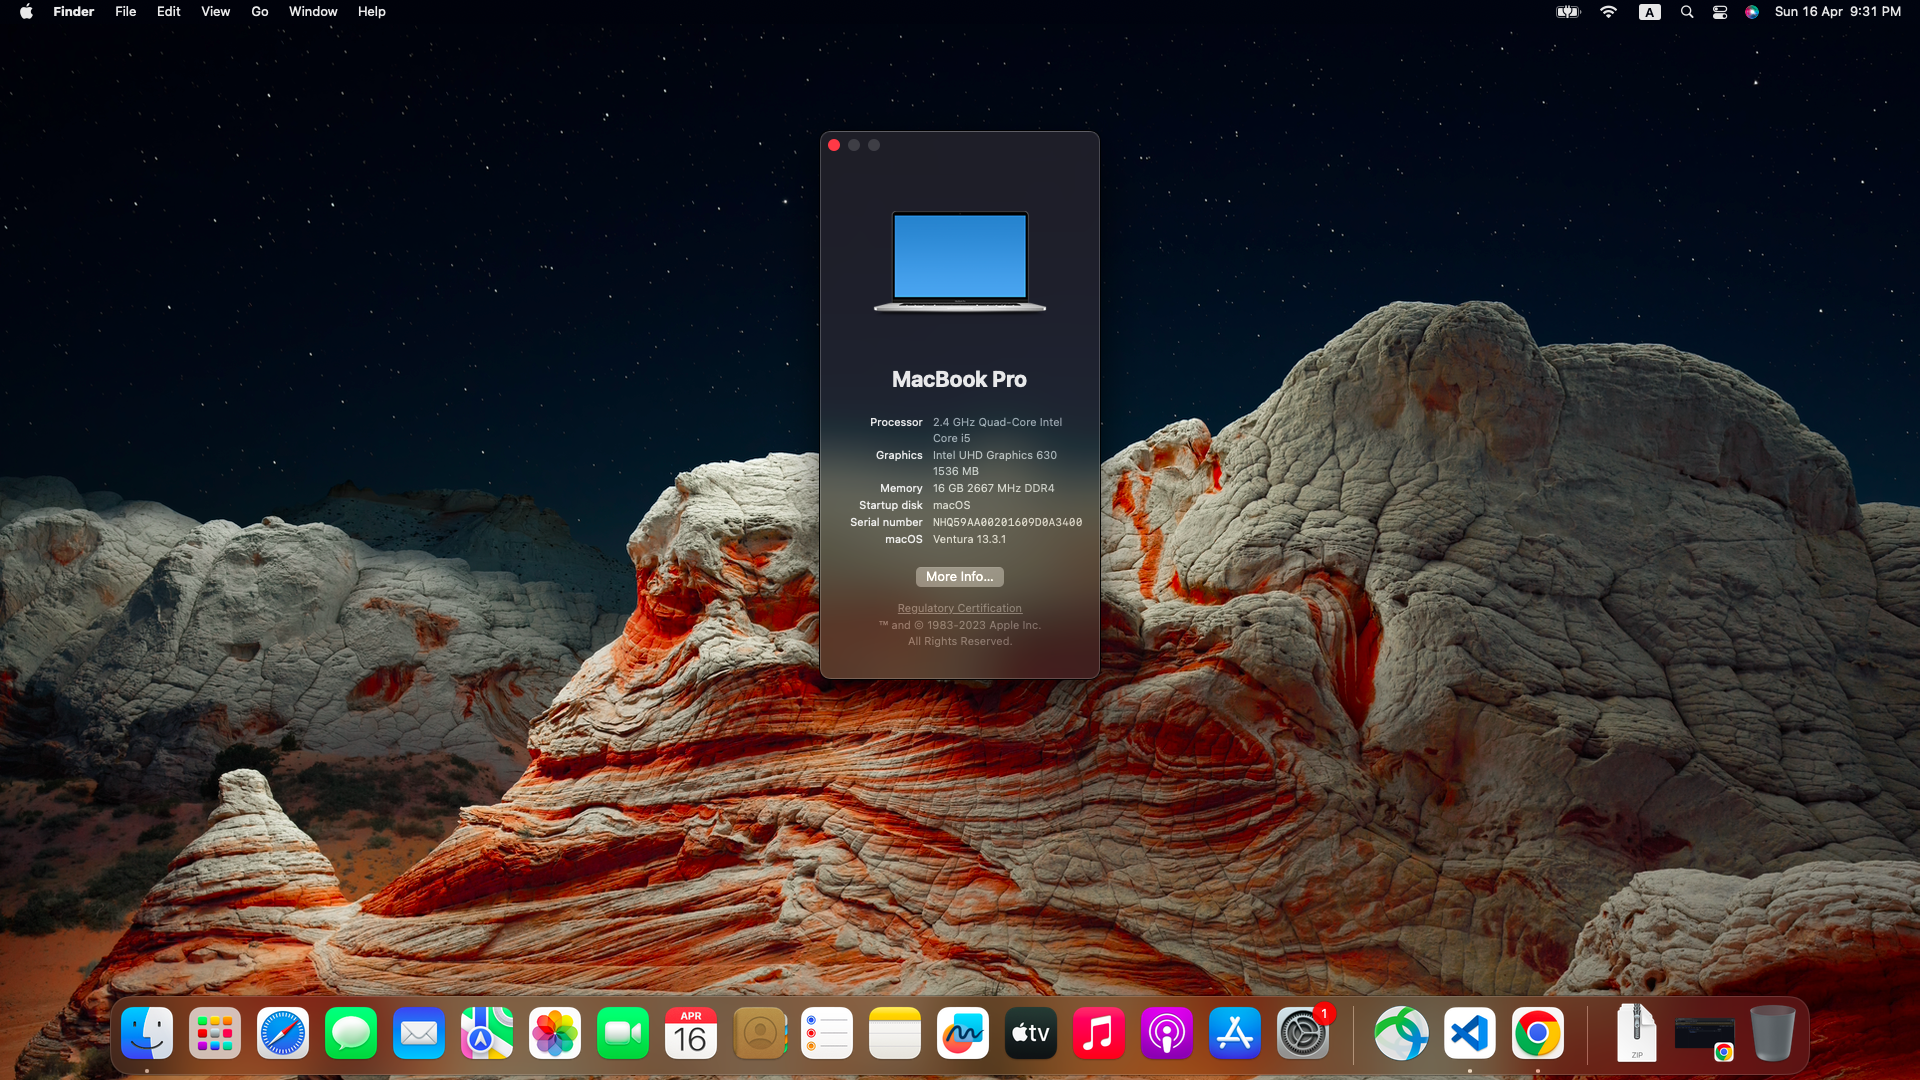 Finder File Edit View Go Window Help
A Sun 16 Apr 9:31 PM
MacBook Pro
Processor 2.4 GHz Quad-Core Intel
Core i5
Graphics Intel UHD Graphics 630
1536 MB
Memory 16 GB 2667 MHz DDR4
Startup disk macOS
Serial number NHQ59AA00201609D0A3400
macOS Ventura 13.3.1
More Info...
Regulatory Certification
™ and © 1983-2023 Apple Inc.
All Rights Reserved.
APR
16
tv
1
ZIP